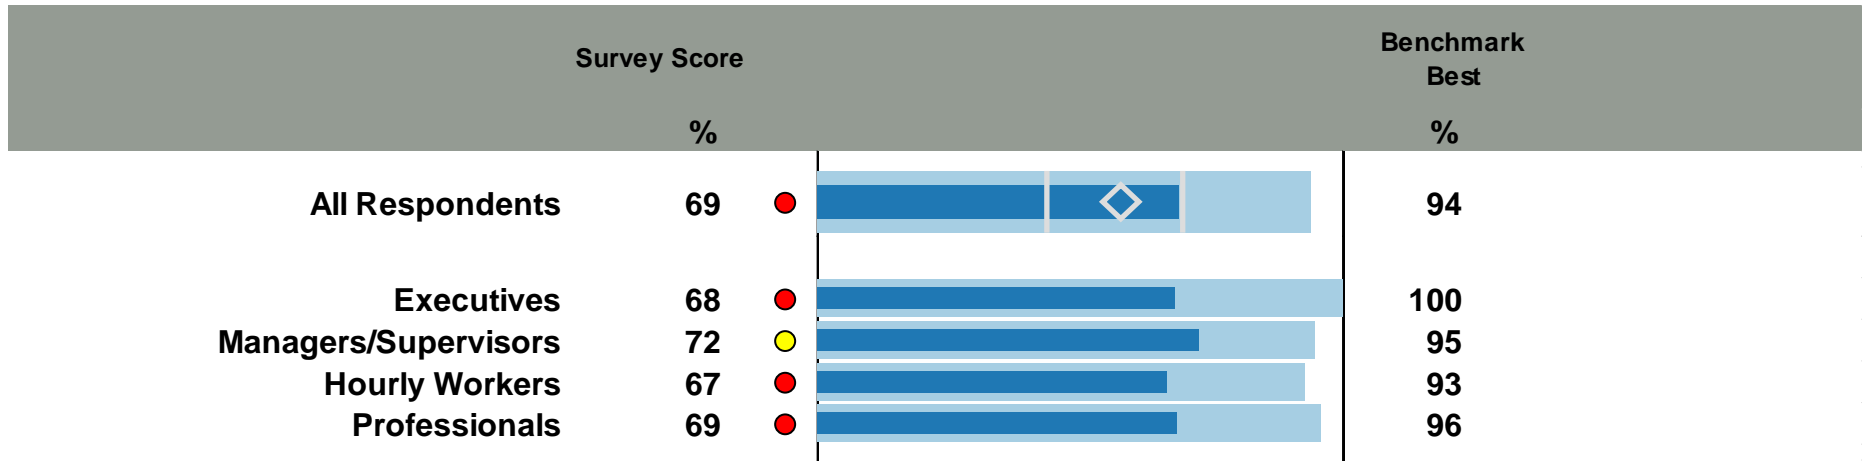 Survey Score
Benchmark
Best
% %
All Respondents 69 94
Executives 68 100
Managers/Supervisors 72 95
Hourly Workers 67 93
Professionals 69 96